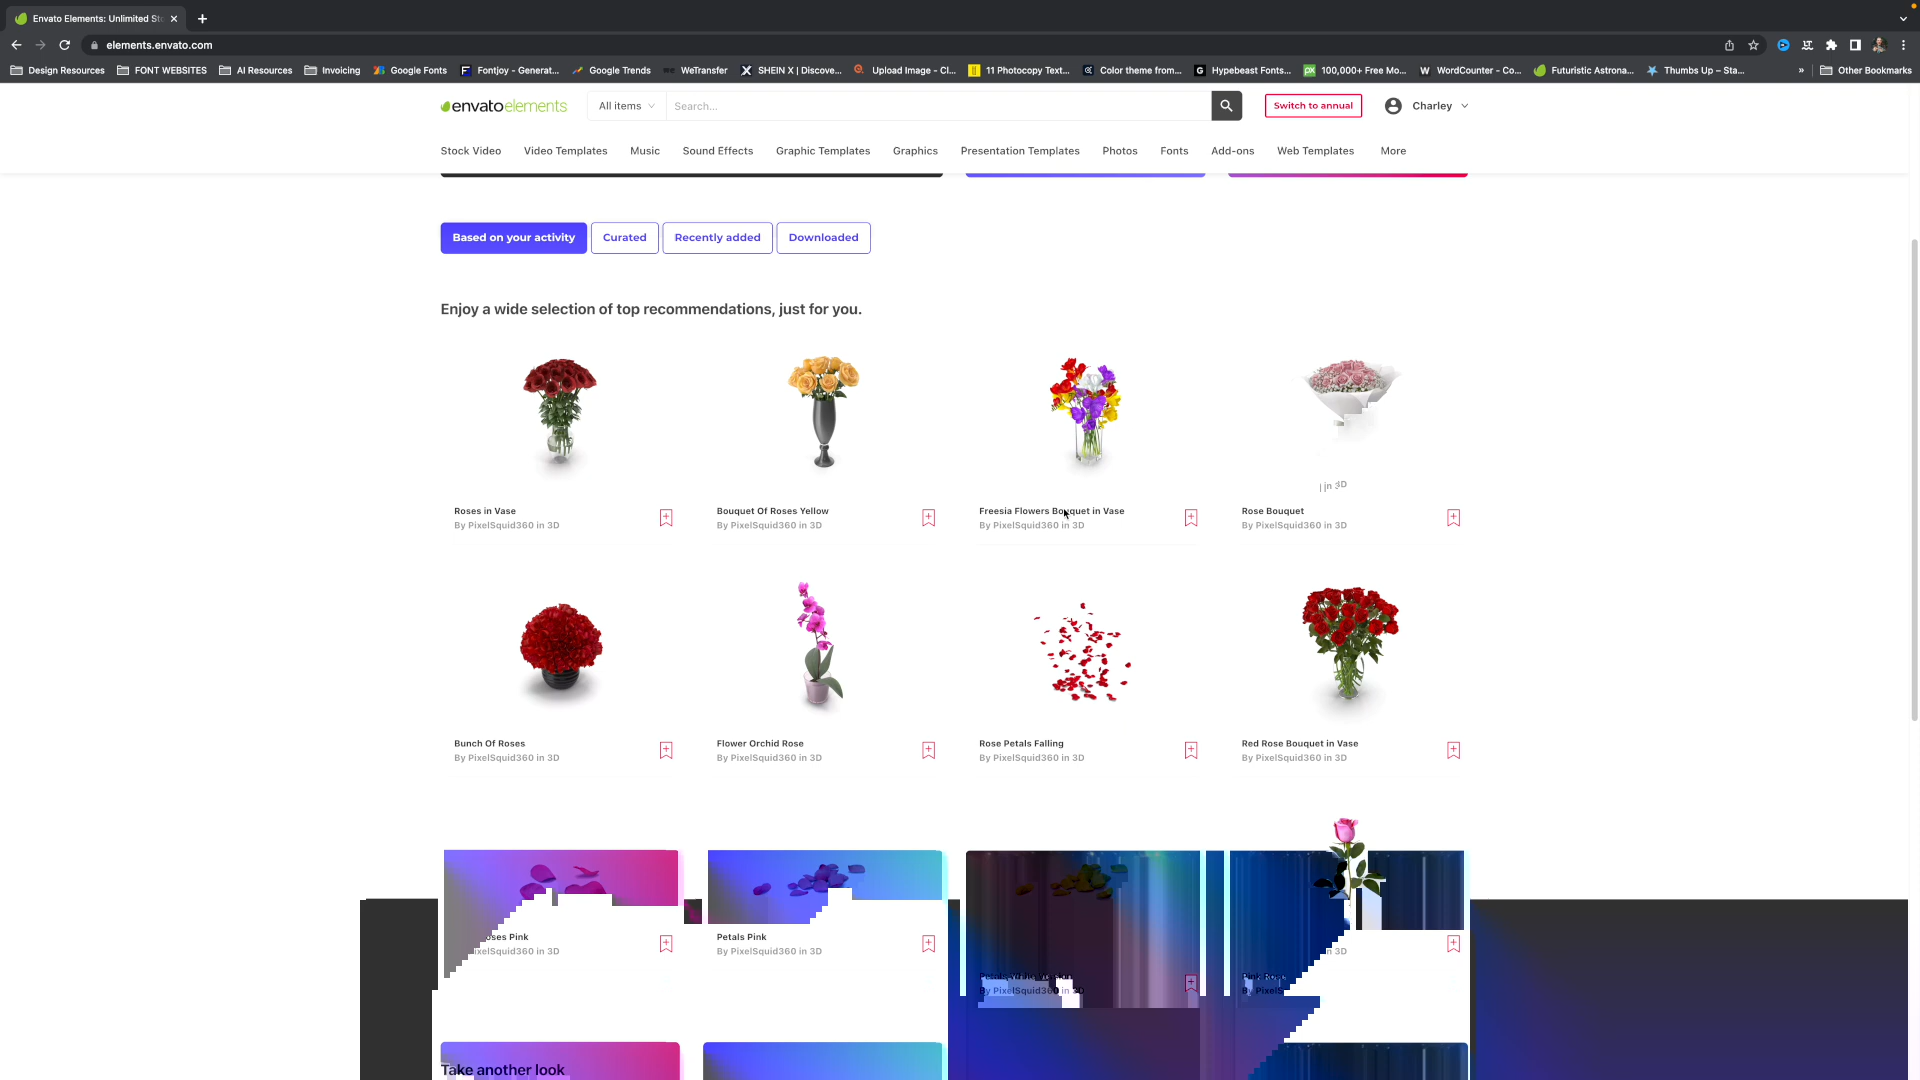 Envato Elements: Unlimited St
elements.envato.com
Design Resources FONT WEBSITES AI Resources Invoicing Google Fonts Fontjoy - Generat... Google Trends WeTransfer SHEIN X | Discove... Upload Image - Cl... 11 Photocopy Text... Color theme from... Hypebeast Fonts... 100,000+ Free Mo... WordCounter - Co... Futuristic Astrona... Thumbs Up – Sta... » Other Bookmarks
envatoelements All items Search... Switch to annual Charley
Stock Video Video Templates Music Sound Effects Graphic Templates Graphics Presentation Templates Photos Fonts Add-ons Web Templates More
Based on your activity Curated Recently added Downloaded
Enjoy a wide selection of top recommendations, just for you.
in 3D
Roses in Vase Bouquet Of Roses Yellow Freesia Flowers Bouquet in Vase Rose Bouquet
By PixelSquid360 in 3D By PixelSquid360 in 3D By PixelSquid360 in 3D By PixelSquid360 in 3D
Bunch Of Roses Flower Orchid Rose Rose Petals Falling Red Rose Bouquet in Vase
By PixelSquid360 in 3D By PixelSquid360 in 3D By PixelSquid360 in 3D By PixelSquid360 in 3D
oses Pink Petals Pink
xelSquid360 in 3D By PixelSquid360 in 3D n 3D
Petals Pink
By PixelSquid360 in 3D By PixelS
Take another look